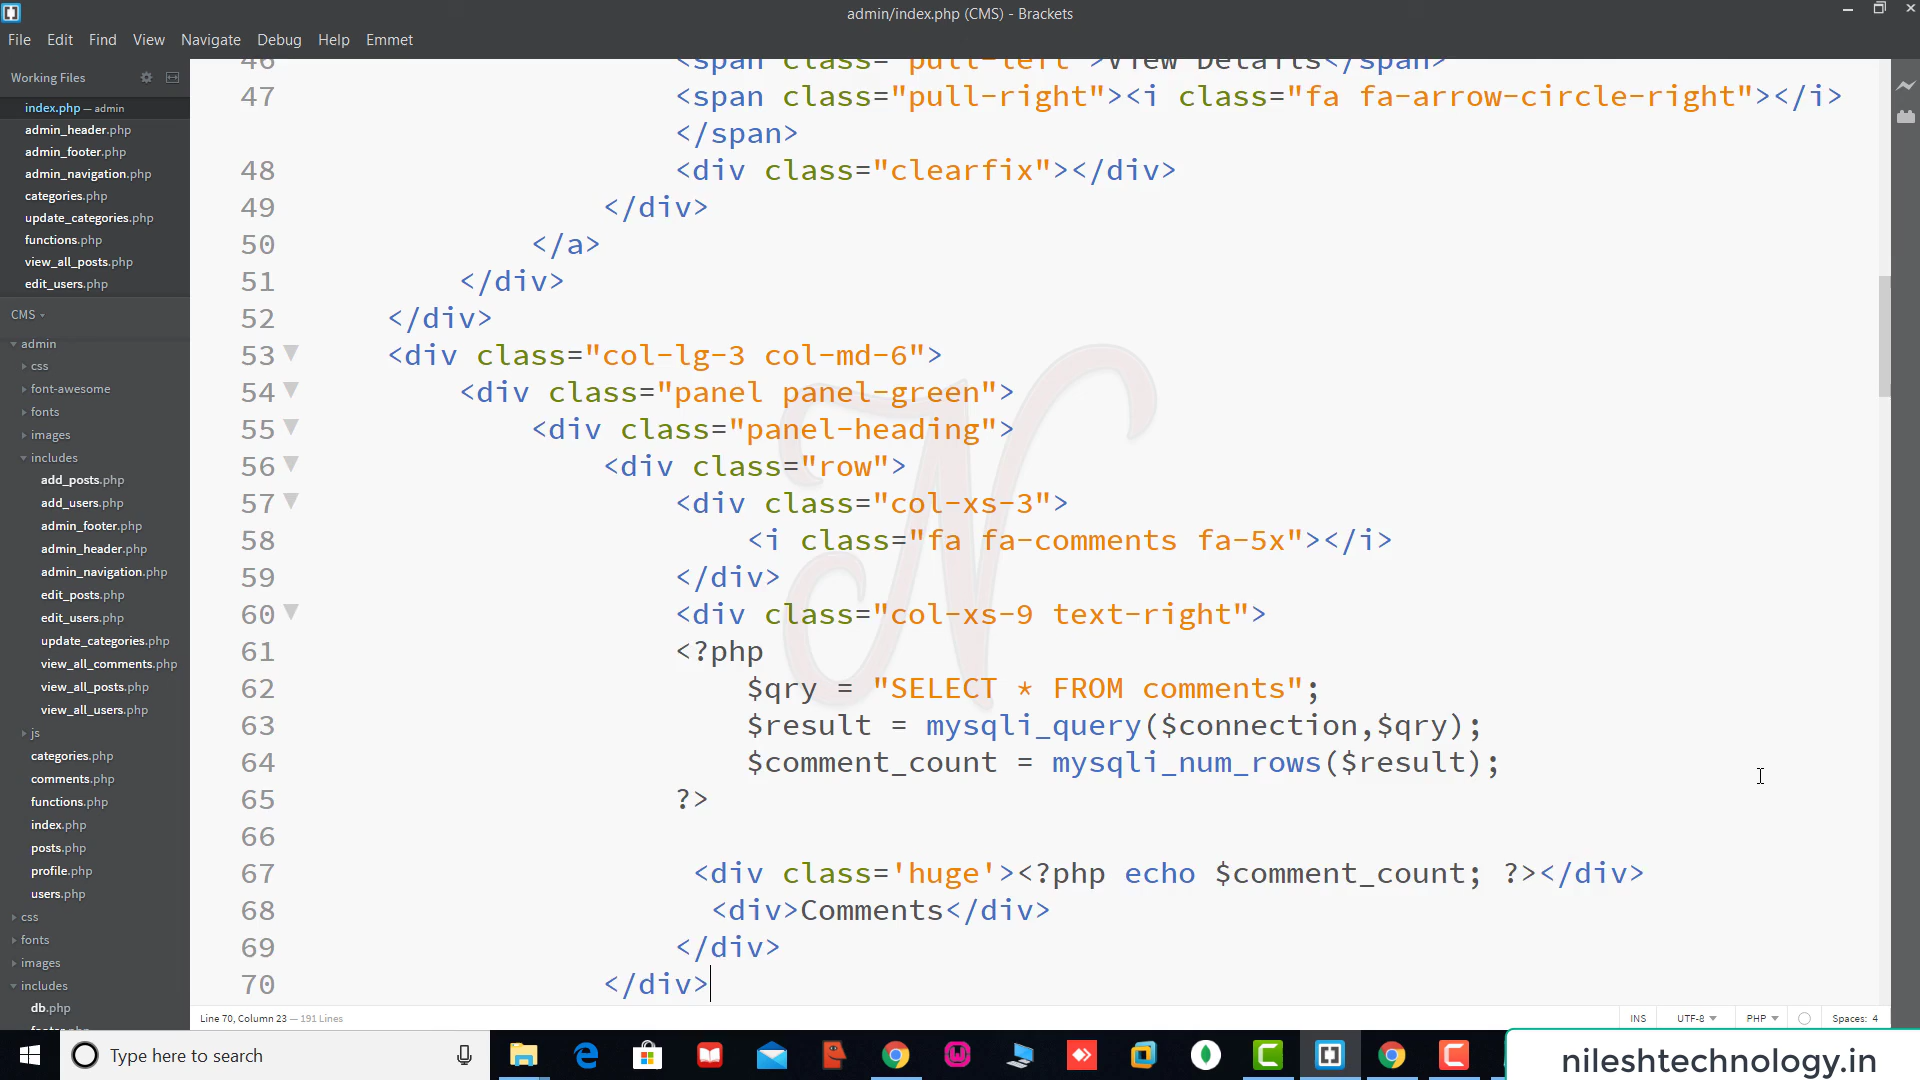 admin/index.php (CMS) - Brackets
File Edit Find View Navigate Debug Help Emmet
Working Files
index.php — admin
admin_header.php
admin_footer.php
admin_navigation.php
categories.php
update_categories.php
functions.php
view_all_posts.php
edit_users.php
CMS
admin
css
font-awesome
fonts
images
includes
add_posts.php
add_users.php
admin_footer.php
admin_header.php
admin_navigation.php
edit_posts.php
edit_users.php
update_categories.php
view_all_comments.php
view_all_posts.php
view_all_users.php
js
categories.php
comments.php
functions.php
index.php
posts.php
profile.php
users.php
css
fonts
images
includes
db.php
46 <span class="pull-left">View Details</span>
47 <span class="pull-right"><i class="fa fa-arrow-circle-right"></i>
</span>
48 <div class="clearfix"></div>
49 </div>
50 </a>
51 </div>
52 </div>
53 <div class="col-lg-3 col-md-6">
54 <div class="panel panel-green">
55 <div class="panel-heading">
56 <div class="row">
57 <div class="col-xs-3">
58 <i class="fa fa-comments fa-5x"></i>
59 </div>
60 <div class="col-xs-9 text-right">
61 <?php
62 $qry = "SELECT * FROM comments";
63 $result = mysqli_query($connection,$qry);
64 $comment_count = mysqli_num_rows($result);
65 ?>
66
67 <div class='huge'><?php echo $comment_count; ?></div>
68 <div>Comments</div>
69 </div>
70 </div>
Line 70, Column 23 — 191 Lines
INS UTF-8 PHP Spaces: 4
Type here to search
nileshtechnology.in